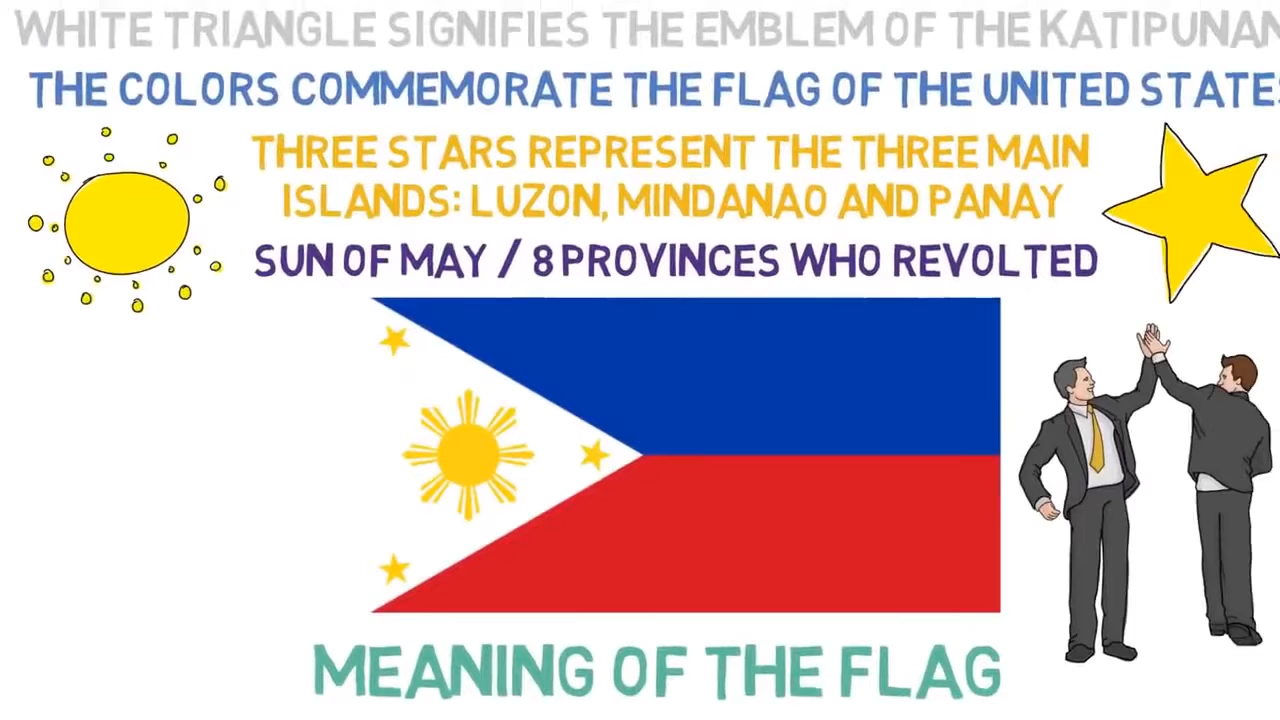 WHITE TRIANGLE SIGNIFIES THE EMBLEM OF THE KATIPUNAN
THE COLORS COMMEMORATE THE FLAG OF THE UNITED STATES
THREE STARS REPRESENT THE THREE MAIN
ISLANDS: LUZON, MINDANAO AND PANAY
SUN OF MAY / 8 PROVINCES WHO REVOLTED
MEANING OF THE FLAG